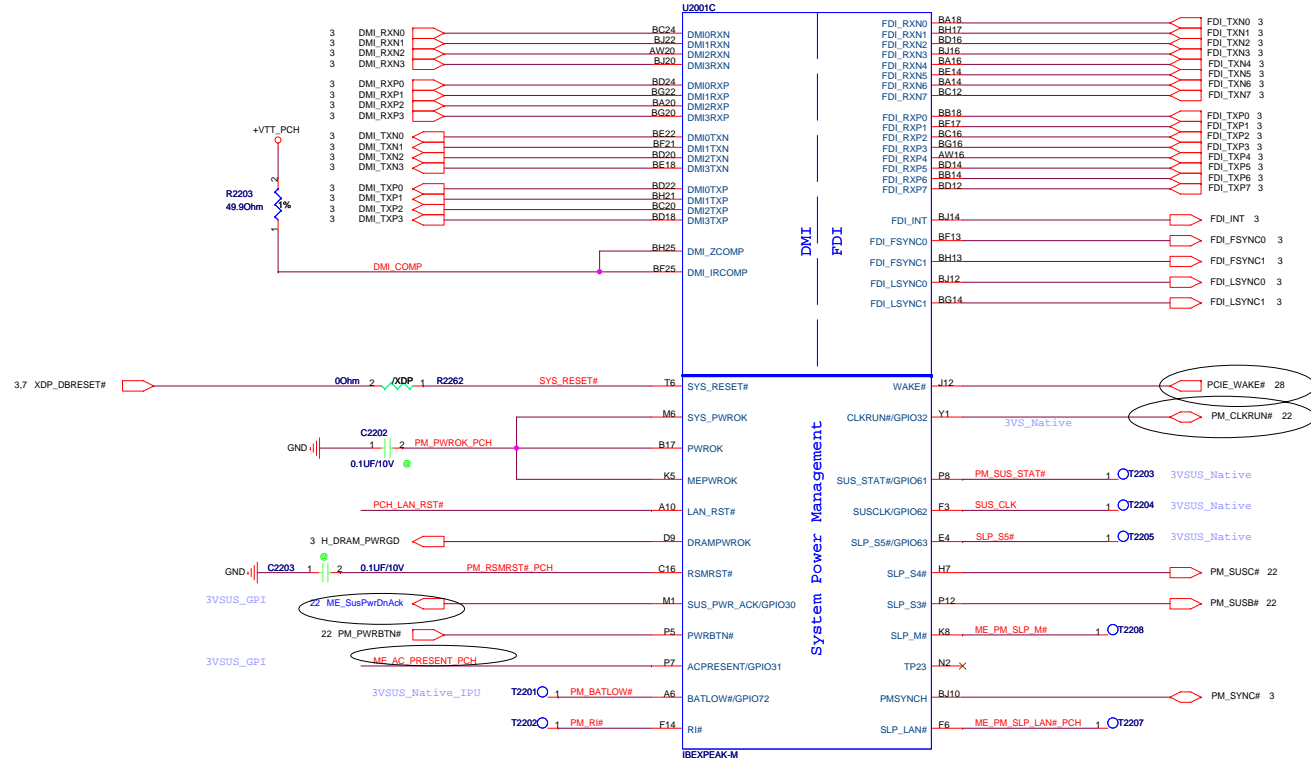 U2001C
3 DMI_RXN0 BC24 DMI0RXN FDI_RXN0 BA18 FDI_TXN0 3
3 DMI_RXN1 BJ22 DMI1RXN FDI_RXN1 BH17 FDI_TXN1 3
3 DMI_RXN2 AW20 DMI2RXN FDI_RXN2 BD16 FDI_TXN2 3
3 DMI_RXN3 BJ20 DMI3RXN FDI_RXN3 BJ16 FDI_TXN3 3
FDI_RXN4 BA16 FDI_TXN4 3
FDI_RXN5 BE14 FDI_TXN5 3
3 DMI_RXP0 BD24 DMI0RXP FDI_RXN6 BA14 FDI_TXN6 3
3 DMI_RXP1 BG22 DMI1RXP FDI_RXN7 BC12 FDI_TXN7 3
3 DMI_RXP2 BA20 DMI2RXP
3 DMI_RXP3 BG20 DMI3RXP FDI_RXP0 BB18 FDI_TXP0 3
+VTT_PCH
FDI_RXP1 BF17 FDI_TXP1 3
3 DMI_TXN0 BE22 DMI0TXN FDI_RXP2 BC16 FDI_TXP2 3
3 DMI_TXN1 BF21 DMI1TXN FDI_RXP3 BG16 FDI_TXP3 3
3 DMI_TXN2 BD20 DMI2TXN FDI_RXP4 AW16 FDI_TXP4 3
3 DMI_TXN3 BE18 DMI3TXN FDI_RXP5 BD14 FDI_TXP5 3
FDI_RXP6 BB14 FDI_TXP6 3
3 DMI_TXP0 BD22 DMI0TXP FDI_RXP7 BD12 FDI_TXP7 3
3 DMI_TXP1 BH21 DMI1TXP
3 DMI_TXP2 BC20 DMI2TXP
3 DMI_TXP3 BD18 DMI3TXP FDI_INT BJ14 FDI_INT 3
2
R2203
49.9Ohm 1%
1
DMI
FDI
FDI_FSYNC0 BF13 FDI_FSYNC0 3
BH25 DMI_ZCOMP FDI_FSYNC1 BH13 FDI_FSYNC1 3
DMI_COMP BF25 DMI_IRCOMP FDI_LSYNC0 BJ12 FDI_LSYNC0 3
FDI_LSYNC1 BG14 FDI_LSYNC1 3
3,7 XDP_DBRESET# 0Ohm 2 /XDP 1 R2262 SYS_RESET# T6 SYS_RESET# WAKE# J12 PCIE_WAKE# 28
M6 SYS_PWROK CLKRUN#/GPIO32 Y1 3VS_Native PM_CLKRUN# 22
System Power Management
C2202
GND 1 2 PM_PWROK_PCH B17 PWROK
0.1UF/10V @
K5 MEPWROK SUS_STAT#/GPIO61 P8 PM_SUS_STAT# 1 T2203 3VSUS_Native
PCH_LAN_RST# A10 LAN_RST# SUSCLK/GPIO62 F3 SUS_CLK 1 T2204 3VSUS_Native
3 H_DRAM_PWRGD D9 DRAMPWROK SLP_S5#/GPIO63 E4 SLP_S5# 1 T2205 3VSUS_Native
@
GND C2203 1 2 0.1UF/10V PM_RSMRST#_PCH C16 RSMRST# SLP_S4# H7 PM_SUSC# 22
3VSUS_GPI 22 ME_SusPwrDnAck M1 SUS_PWR_ACK/GPIO30 SLP_S3# P12 PM_SUSB# 22
22 PM_PWRBTN# P5 PWRBTN# SLP_M# K8 ME_PM_SLP_M# 1 T2208
3VSUS_GPI ME_AC_PRESENT_PCH P7 ACPRESENT/GPIO31 TP23 N2
3VSUS_Native_IPU T2201 1 PM_BATLOW# A6 BATLOW#/GPIO72 PMSYNCH BJ10 PM_SYNC# 3
T2202 1 PM_RI# F14 RI# SLP_LAN# F6 ME_PM_SLP_LAN#_PCH 1 T2207
IBEXPEAK-M